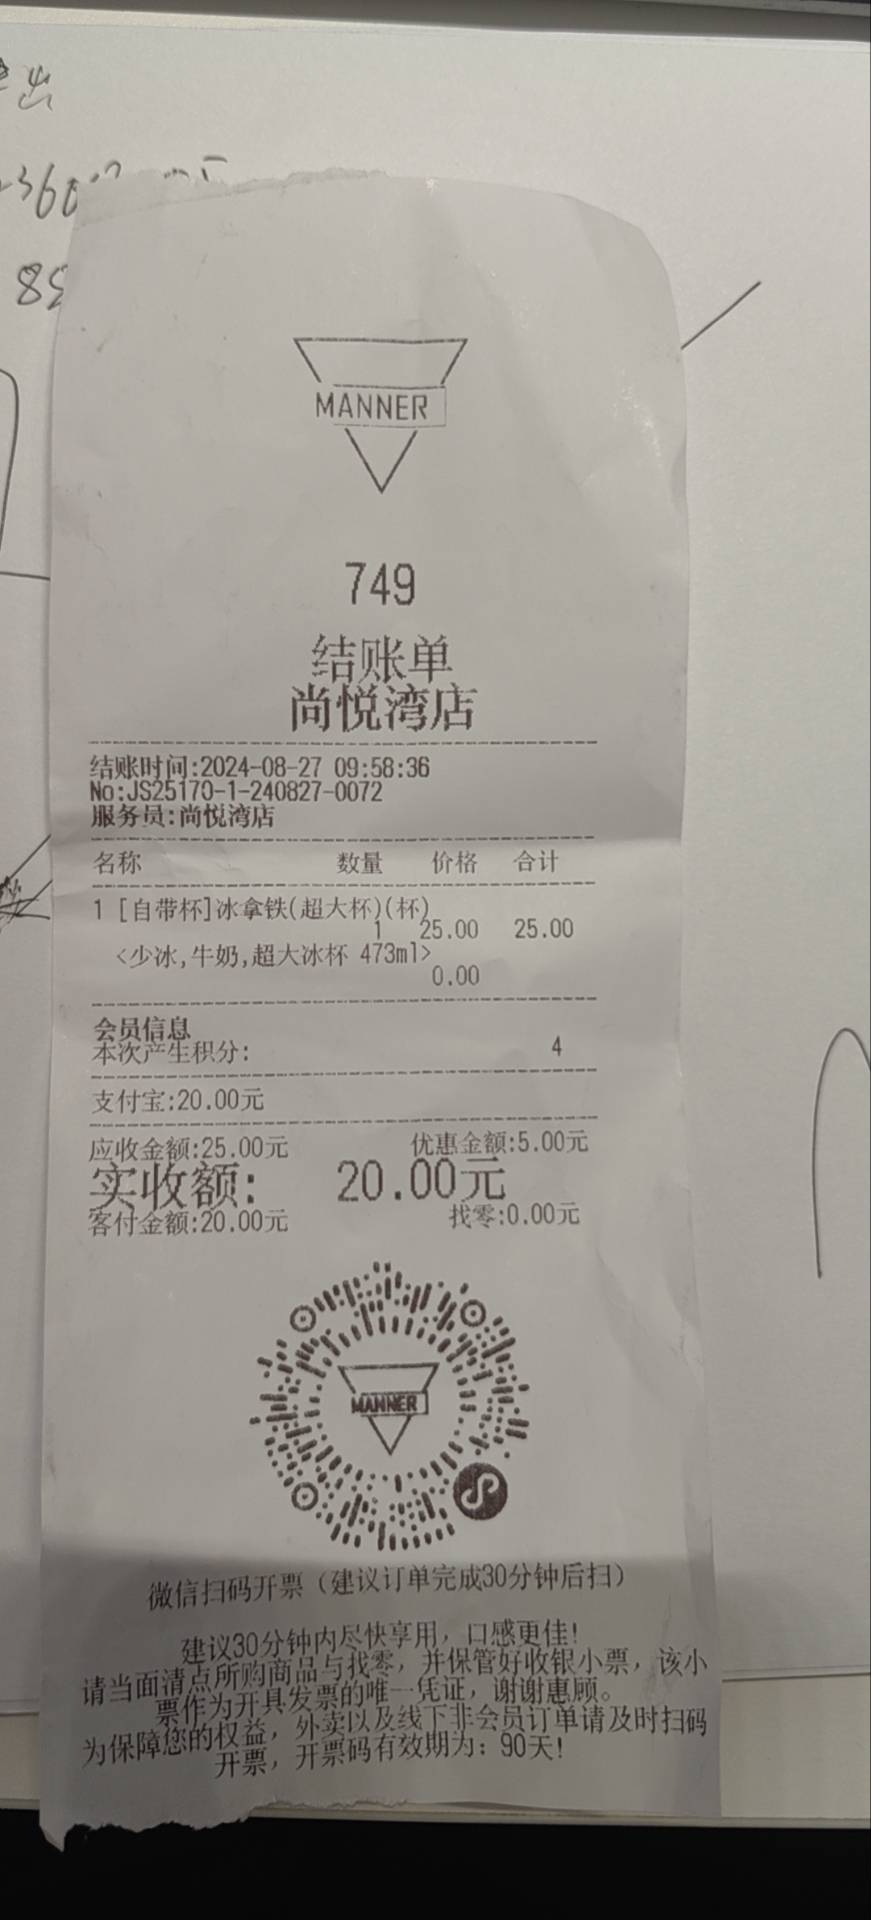 出
360
MANNER
749
结账单
尚悦湾店
结账时间:2024-08-27 09:58:36
No:JS25170-1-240827-0072
服务员:尚悦湾店
名称 数量 价格 合计
1 [自带杯]冰拿铁(超大杯)(杯)
1 25.00 25.00
<少冰,牛奶,超大冰杯 473ml>
0.00
会员信息
本次产生积分: 4
支付宝:20.00元
应收金额:25.00元 优惠金额:5.00元
实收额: 20.00元
客付金额:20.00元 找零:0.00元
MANNER
微信扫码开票（建议订单完成30分钟后扫）
建议30分钟内尽快享用，口感更佳！
请当面清点所购商品与找零，并保管好收银小票，该小
票作为开具发票的唯一凭证，谢谢惠顾。
为保障您的权益，外卖以及线下非会员订单请及时扫码
开票，开票码有效期为：90天！